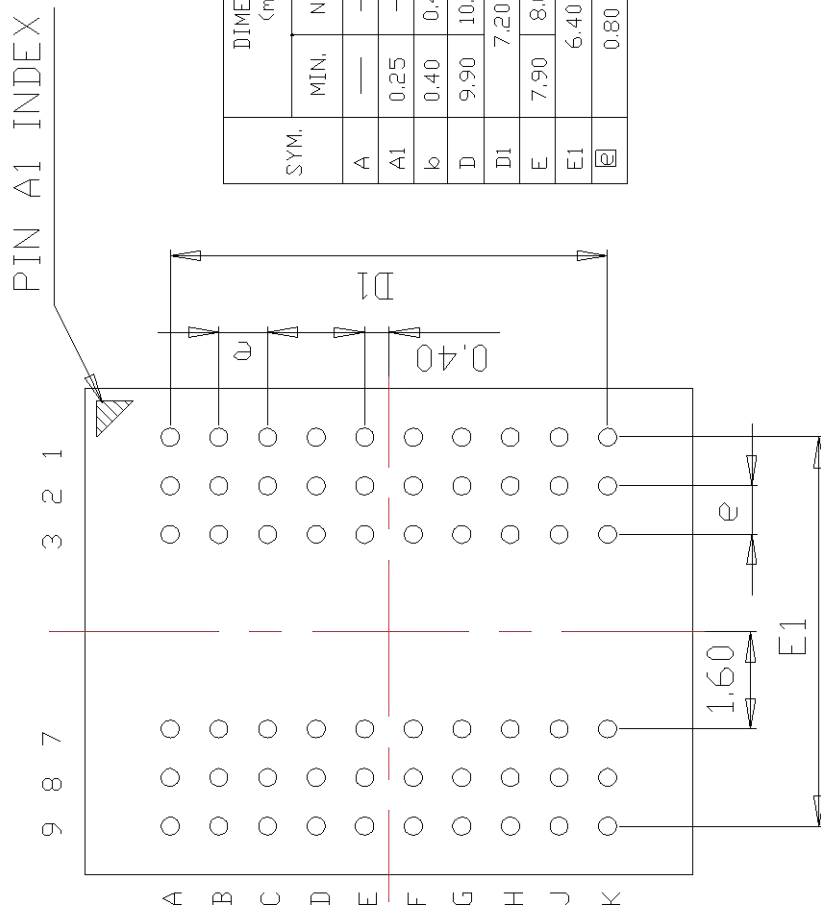 PIN A1 INDEX
SYM.
MIN.
A — 
A1 0.25 —
b 0.40
D 9.90
D1 7.20
E 7.90
E1 6.40
e 0.80
D1
e
0.40
1 2 3 7 8 9
A B C D E F G H J K
e
1.60
E1